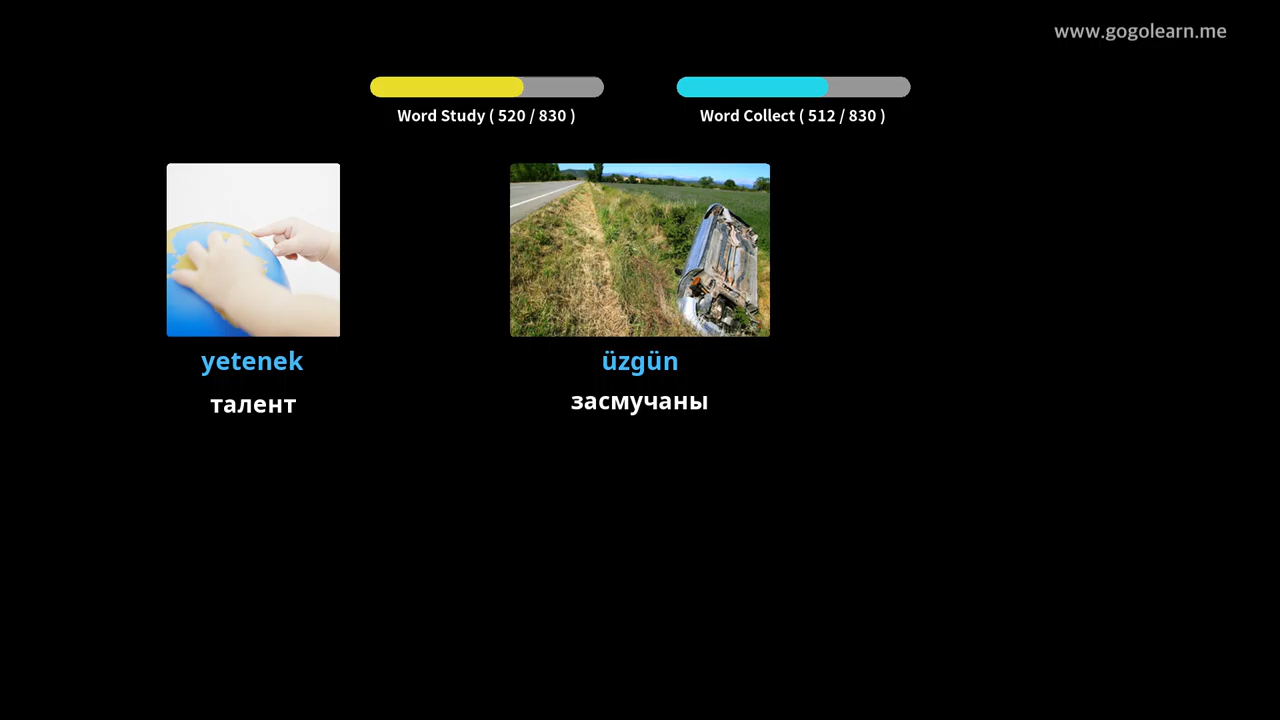 www.gogolearn.me
Word Study ( 520 / 830 )
Word Collect ( 512 / 830 )
yetenek
талент
üzgün
засмучаны